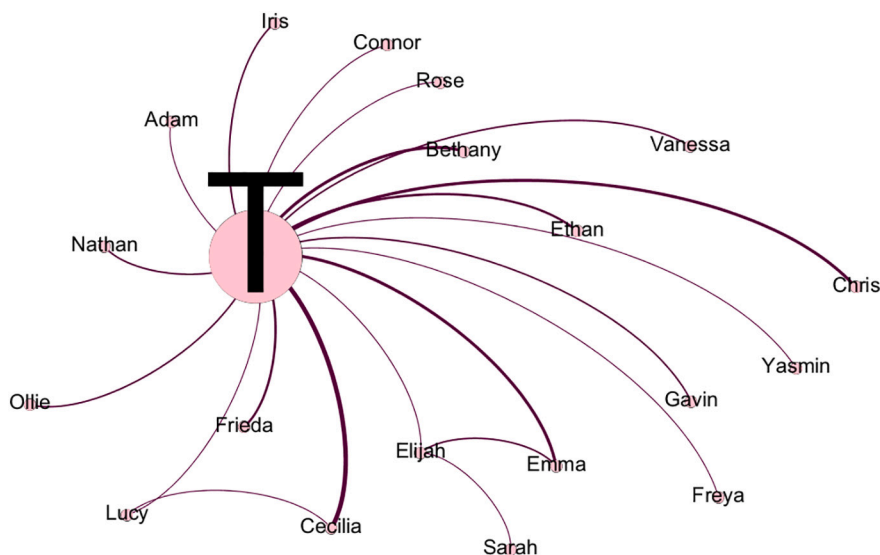 Iris
Connor
Rose
Adam
Bethany
Vanessa
T
Ethan
Nathan
Chris
Yasmin
Gavin
Ollie
Frieda
Elijah
Emma
Freya
Lucy
Cecilia
Sarah